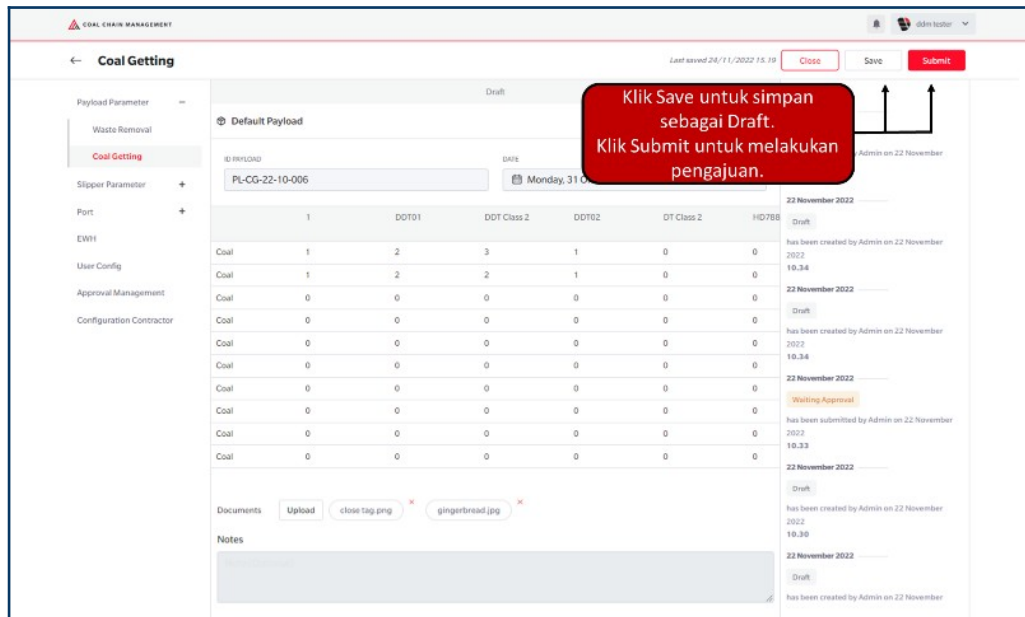 COAL CHAIN MANAGEMENT
ddm tester
← Coal Getting
Last saved 24/11/2022 15.19
Close
Save
Submit
Payload Parameter −
Waste Removal
Coal Getting
Slipper Parameter +
Port +
EWH
User Config
Approval Management
Configuration Contractor
Draft
Default Payload
ID PAYLOAD
DATE
PL-CG-22-10-006
Monday, 31 O
Klik Save untuk simpan
sebagai Draft.
Klik Submit untuk melakukan
pengajuan.
1 DDT01 DDT Class 2 DDT02 DT Class 2 HD788
Coal 1 2 3 1 0 0
Coal 1 2 2 1 0 0
Coal 0 0 0 0 0 0
Coal 0 0 0 0 0 0
Coal 0 0 0 0 0 0
Coal 0 0 0 0 0 0
Coal 0 0 0 0 0 0
Coal 0 0 0 0 0 0
Coal 0 0 0 0 0 0
Coal 0 0 0 0 0 0
Documents
Upload
close tag.png ×
gingerbread.jpg ×
Notes
by Admin on 22 November
22 November 2022
Draft
has been created by Admin on 22 November
2022
10.34
22 November 2022
Draft
has been created by Admin on 22 November
2022
10.34
22 November 2022
Waiting Approval
has been submitted by Admin on 22 November
2022
10.33
22 November 2022
Draft
has been created by Admin on 22 November
2022
10.30
22 November 2022
Draft
has been created by Admin on 22 November